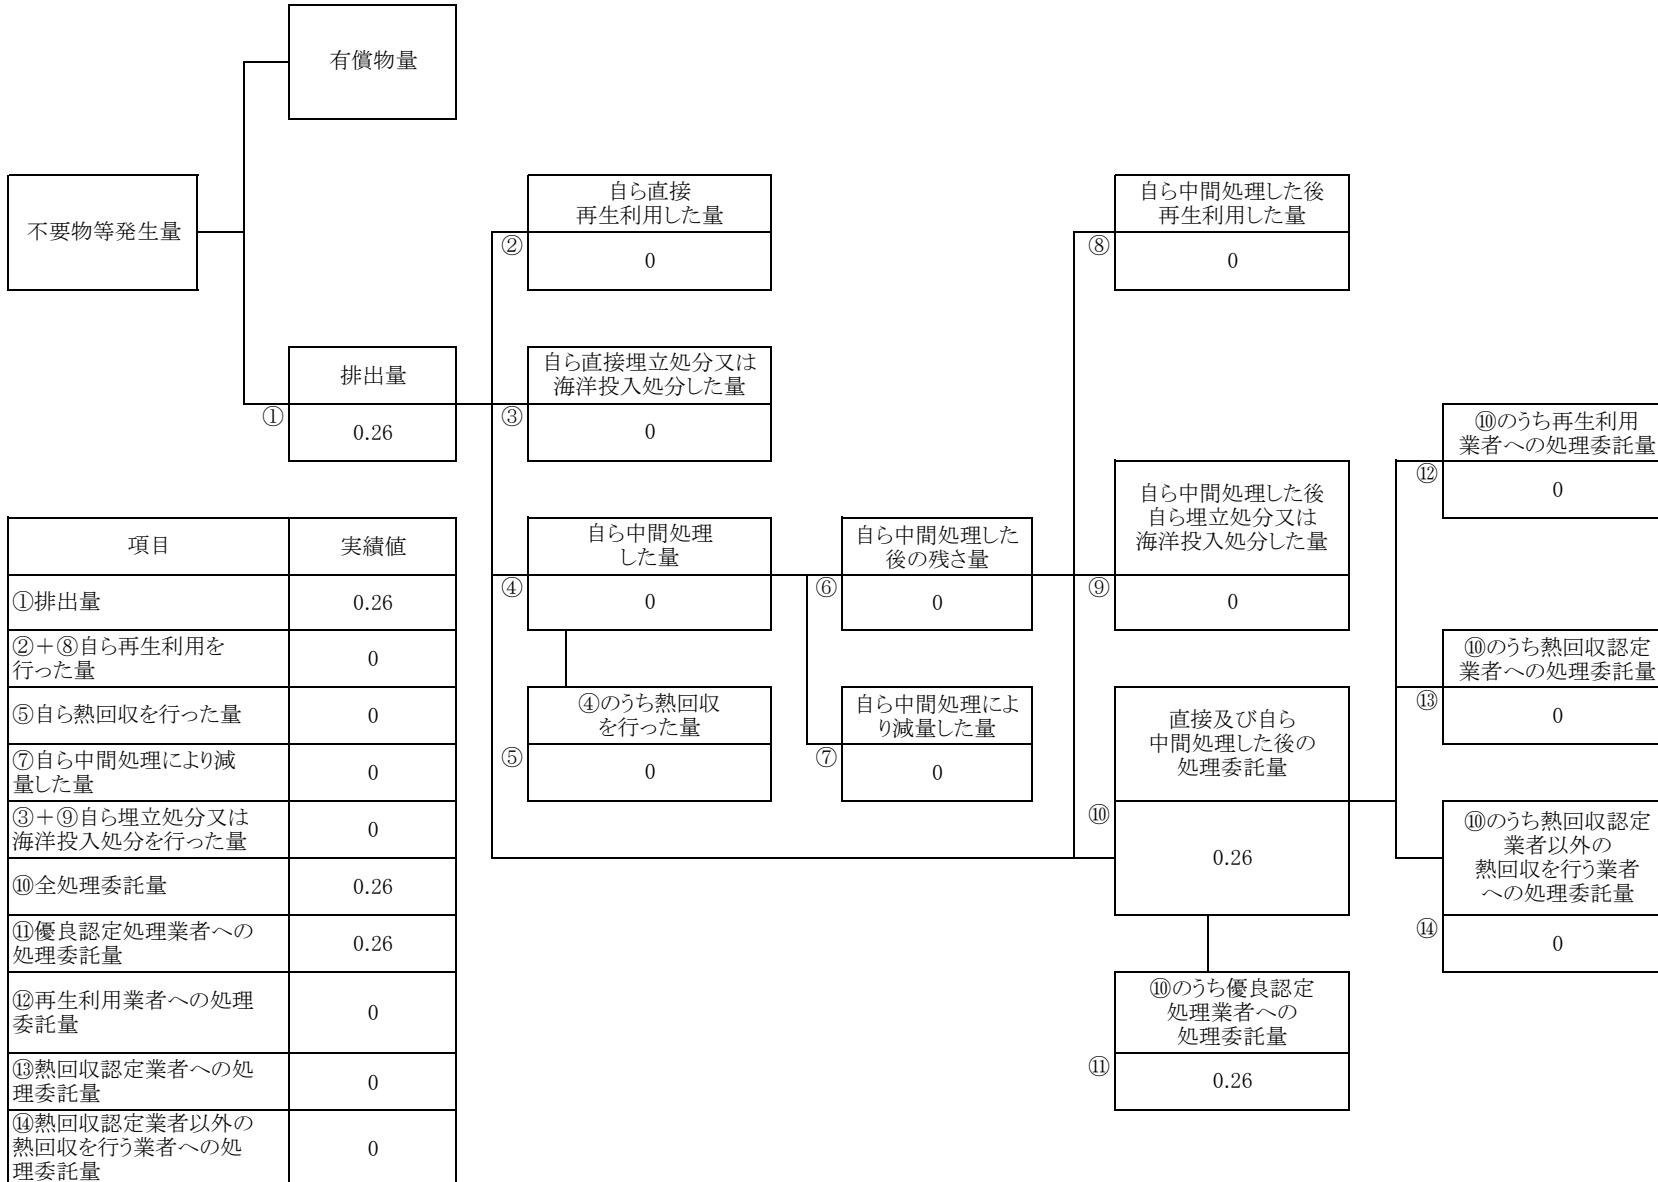 有償物量
不要物等発生量
自ら直接
再生利用した量
②
0
自ら中間処理した後
再生利用した量
⑧
0
排出量
①
0.26
自ら直接埋立処分又は
海洋投入処分した量
③
0
⑩のうち再生利用
業者への処理委託量
⑫
0
自ら中間処理
した量
④
0
自ら中間処理した
後の残さ量
⑥
0
自ら中間処理した後
自ら埋立処分又は
海洋投入処分した量
⑨
0
⑩のうち熱回収認定
業者への処理委託量
⑬
0
④のうち熱回収
を行った量
⑤
0
自ら中間処理によ
り減量した量
⑦
0
直接及び自ら
中間処理した後の
処理委託量
⑩
0.26
⑩のうち熱回収認定
業者以外の
熱回収を行う業者
への処理委託量
⑭
0
⑩のうち優良認定
処理業者への
処理委託量
⑪
0.26
項目 実績値
①排出量 0.26
②+⑧自ら再生利用を
行った量 0
⑤自ら熱回収を行った量 0
⑦自ら中間処理により減
量した量 0
③+⑨自ら埋立処分又は
海洋投入処分を行った量 0
⑩全処理委託量 0.26
⑪優良認定処理業者への
処理委託量 0.26
⑫再生利用業者への処理
委託量 0
⑬熱回収認定業者への処
理委託量 0
⑭熱回収認定業者以外の
熱回収を行う業者への処
理委託量 0